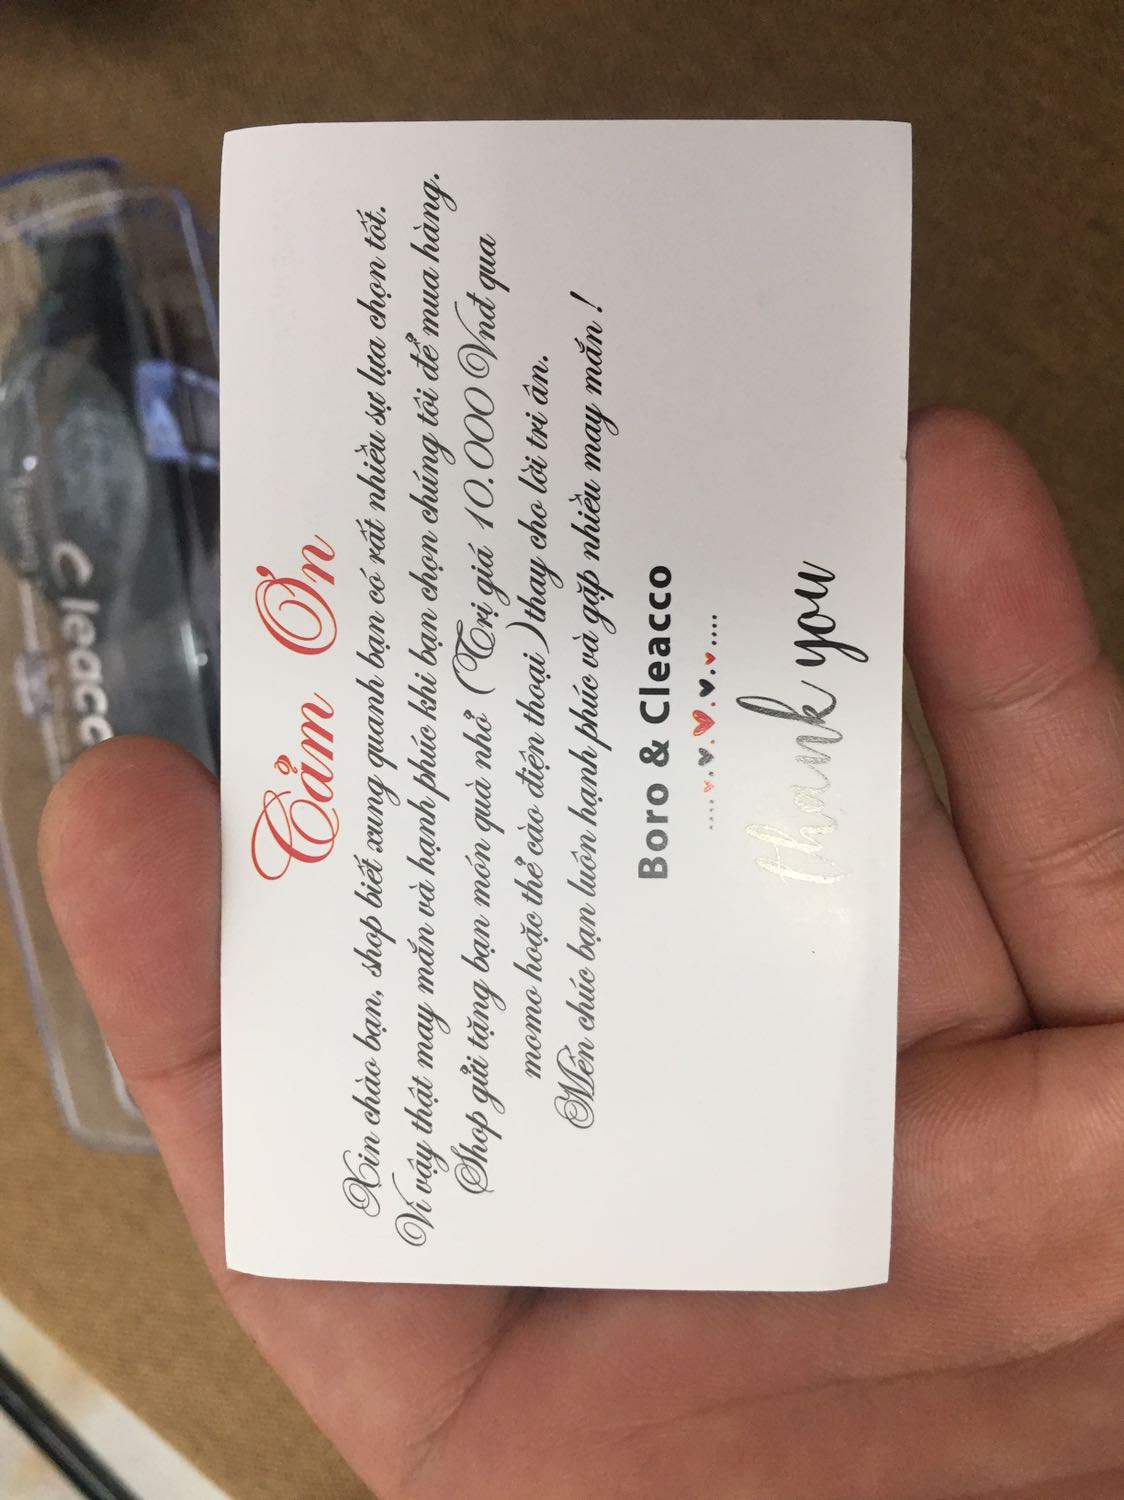 Cảm Ơn
Xin chào bạn, shop biết xung quanh bạn có rất nhiều sự lựa chọn tốt.
Vì vậy thật may mắn và hạnh phúc khi bạn chọn chúng tôi để mua hàng.
Shop gửi tặng bạn món quà nhỏ (Trị giá 10.000 Vnđ qua
momo hoặc thẻ cào điện thoại) thay cho lời tri ân.
Mến chúc bạn luôn hạnh phúc và gặp nhiều may mắn !
Boro & Cleacco
thank you
Cleacco